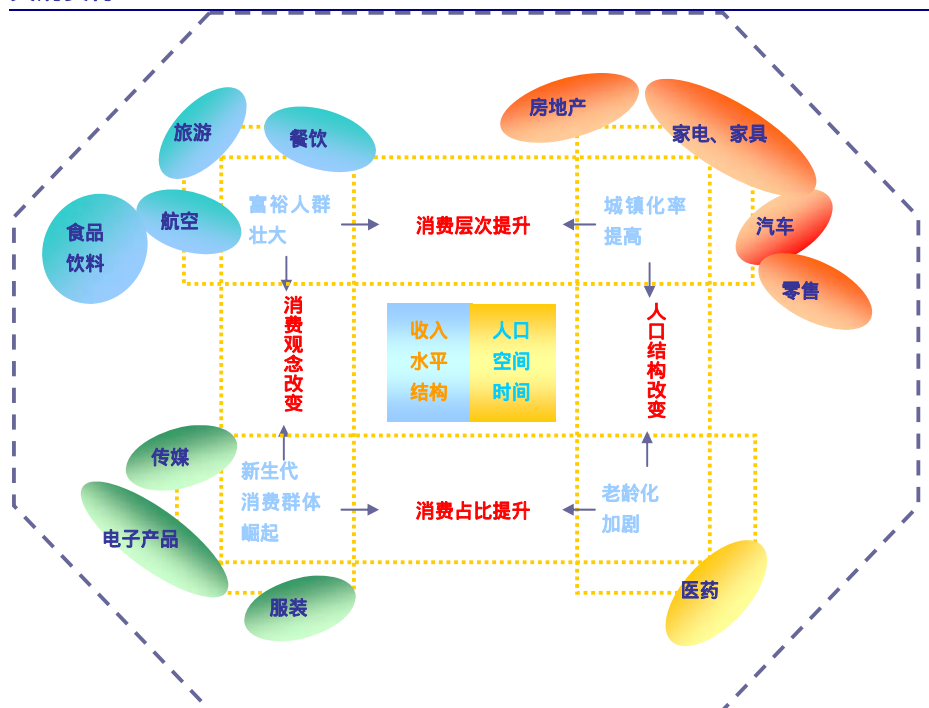 房地产
旅游
餐饮
家电、家具
富裕人群
壮大
消费层次提升
城镇化率
提高
航空
食品
饮料
汽车
零售
消费观念改变
收入
水平
结构
人口
空间
时间
人口结构改变
传媒
新生代
消费群体
崛起
消费占比提升
老龄化
加剧
电子产品
服装
医药